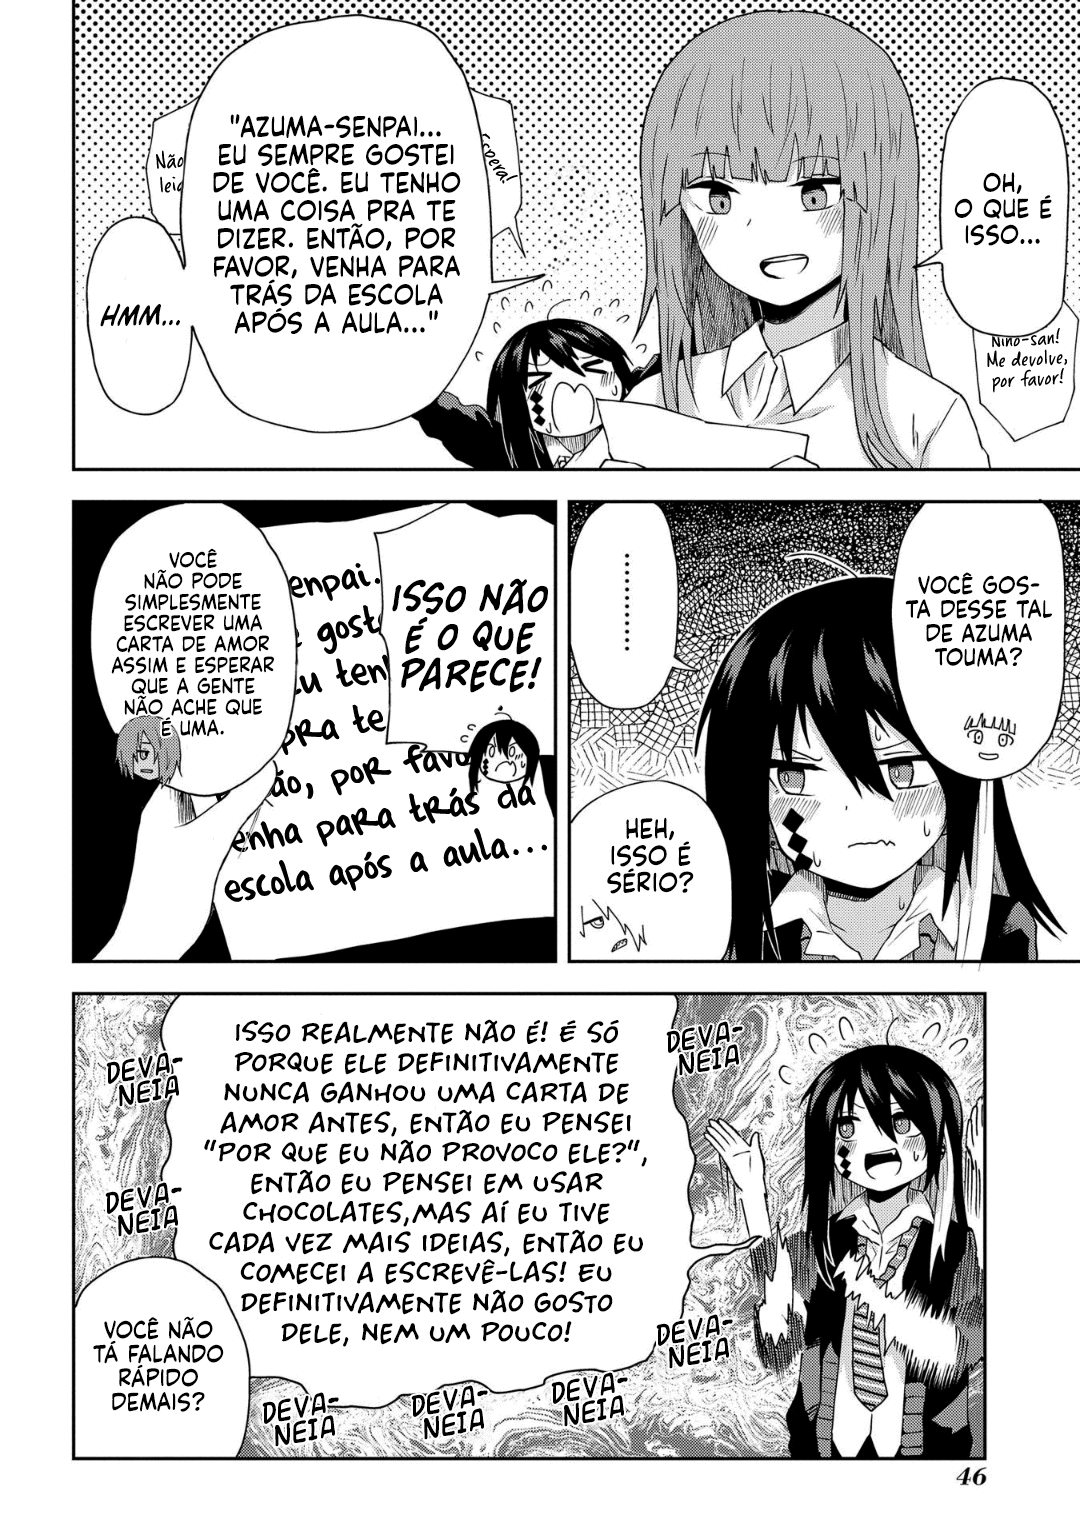 OH,
O QUE É
ISSO...
Nino-san!
Me devolve,
por favor!
"AZUMA-SENPAI...
EU SEMPRE GOSTEI
DE VOCÊ. EU TENHO
UMA COISA PRA TE
DIZER. ENTÃO, POR
FAVOR, VENHA PARA
TRÁS DA ESCOLA
APÓS A AULA..."
Não
HMM...
VOCÊ GOS-
TA DESSE TAL
DE AZUMA
TOUMA?
..........
HEH,
ISSO É
SÉRIO?
ISSO NÃO
É O QUE
PARECE!
enpai.
gost
eu ten
pra te
ão, por favo
enha para trás da
escola após a aula...
VOCÊ
NÃO PODE
SIMPLESMENTE
ESCREVER UMA
CARTA DE AMOR
ASSIM E ESPERAR
QUE A GENTE
NÃO ACHE QUE
É UMA.
ISSO REALMENTE NÃO É! É SÓ
PORQUE ELE DEFINITIVAMENTE
NUNCA GANHOU UMA CARTA DE
AMOR ANTES, ENTÃO EU PENSEI
"POR QUE EU NÃO PROVOCO ELE?",
ENTÃO EU PENSEI EM USAR
CHOCOLATES,MAS AÍ EU TIVE
CADA VEZ MAIS IDEIAS, ENTÃO EU
COMECEI A ESCREVÊ-LAS! EU
DEFINITIVAMENTE NÃO GOSTO
DELE, NEM UM POUCO!
DEVA-
NEIA
DEVA-
NEIA
DEVA-
NEIA
DEVA-
NEIA
DEVA-
NEIA
DEVA-
NEIA
DEVA-
NEIA
VOCÊ NÃO
TÁ FALANDO
RÁPIDO
DEMAIS?
46